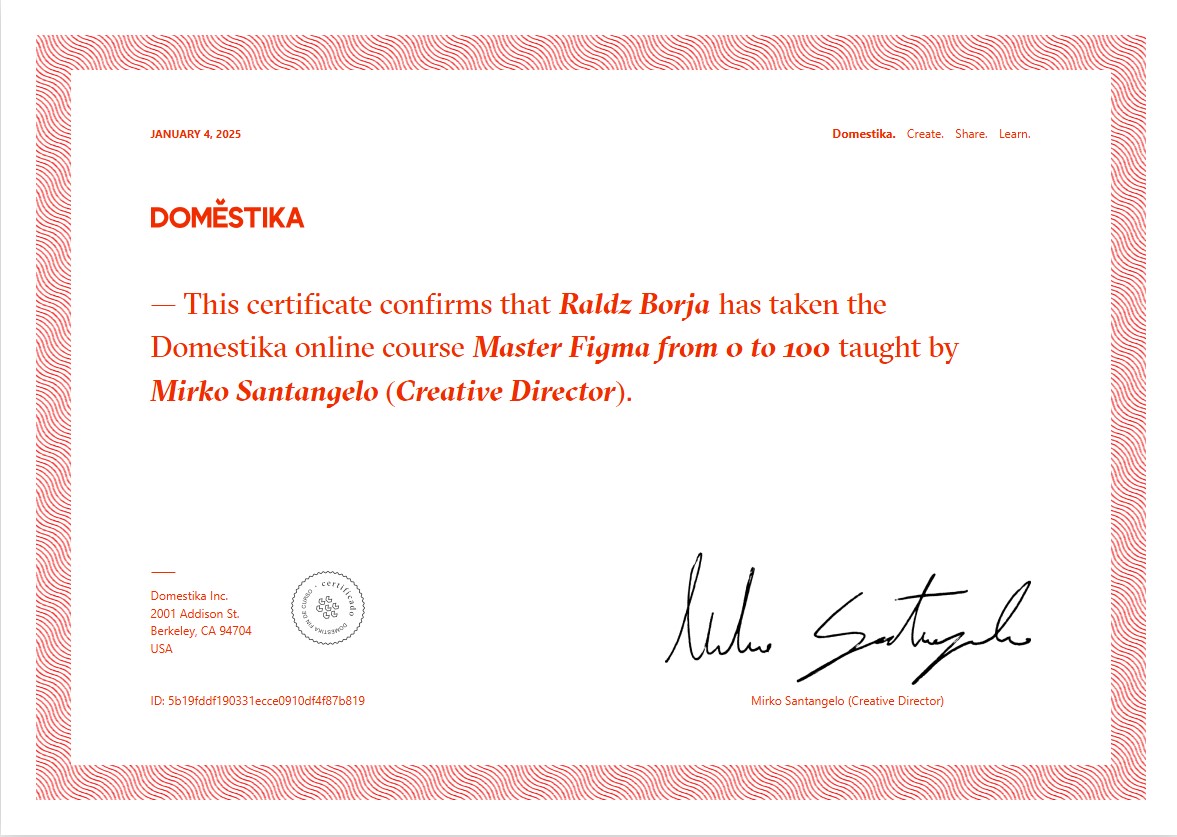 JANUARY 4, 2025
Domestika. Create. Share. Learn.
DOMĚSTIKA
— This certificate confirms that Raldz Borja has taken the
Domestika online course Master Figma from 0 to 100 taught by
Mirko Santangelo (Creative Director).
Domestika Inc.
2001 Addison St.
Berkeley, CA 94704
USA
certificado
DOMESTIKA FIN DE CURSO
Mirko Santangelo
ID: 5b19fddf190331ecce0910df4f87b819
Mirko Santangelo (Creative Director)